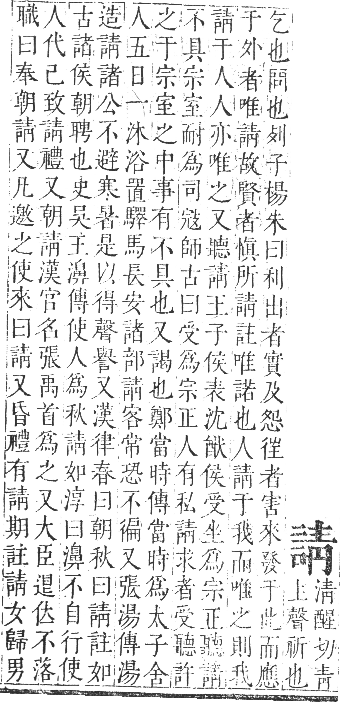 請
清醒切青
上聲祈也
乞也問也列子楊朱曰利出者實及怨徃者害來發于此而應
于外者唯請故賢者愼所請註唯諾也人請于我而唯之則我
請于人人亦唯之又聽請王子侯表沈猷侯受坐爲宗正聽請
不具宗室耐爲司寇師古曰受爲宗正人有私請求者受聽許
之于宗室之中事有不具也又謁也鄭當時傳當時爲太子舍
人五日一沐浴置驛馬長安諸郊請客常恐不徧又張湯傳湯
造請諸公不避寒暑是以得聲譽又漢律春曰朝秋曰請註如
古諸侯朝聘也史吳王濞傳使人爲秋請如淳曰濞不自行使
人代己致請禮又朝請漢官名張禹首爲之又大臣退佚不落
職曰奉朝請又凡邀之使來曰請又昏禮有請期註請女歸男